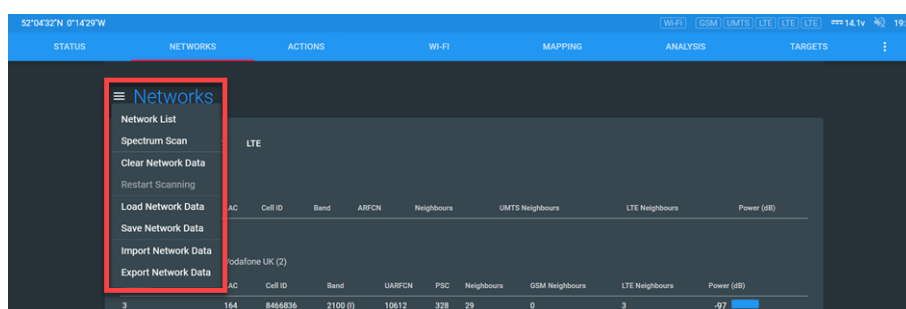 52°04'32"N 0°14'29"W Wi-Fi GSM UMTS LTE LTE LTE 14.1v 19:
STATUS NETWORKS ACTIONS WI-FI MAPPING ANALYSIS TARGETS
Networks
Network List
Spectrum Scan LTE
Clear Network Data
Restart Scanning
Load Network Data AC Cell ID Band ARFCN Neighbours UMTS Neighbours LTE Neighbours Power (dB)
Save Network Data
Import Network Data
Vodafone UK (2)
Export Network Data
AC Cell ID Band UARFCN PSC Neighbours GSM Neighbours LTE Neighbours Power (dB)
3 164 8466836 2100 (I) 10612 328 29 0 3 -97